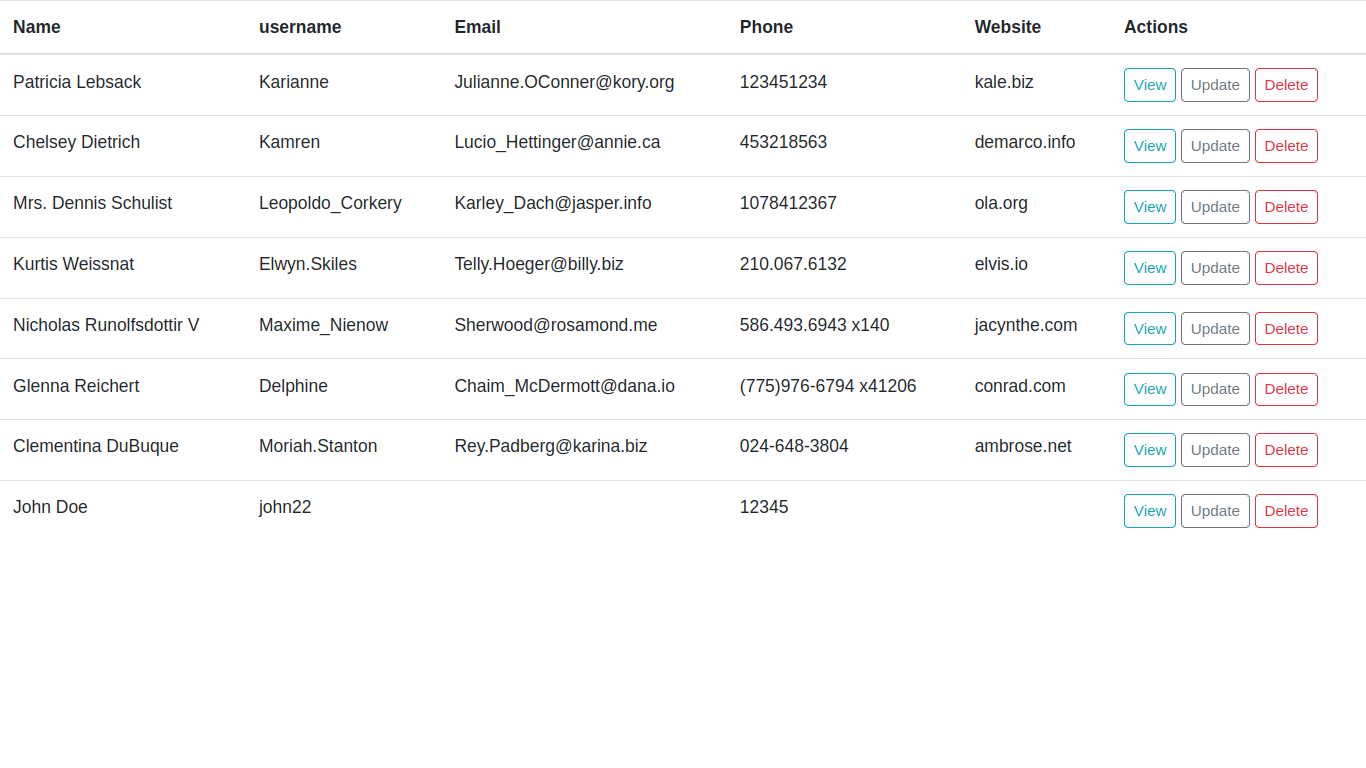 Name username Email Phone Website Actions
Patricia Lebsack Karianne Julianne.OConner@kory.org 123451234 kale.biz View Update Delete
Chelsey Dietrich Kamren Lucio_Hettinger@annie.ca 453218563 demarco.info View Update Delete
Mrs. Dennis Schulist Leopoldo_Corkery Karley_Dach@jasper.info 1078412367 ola.org View Update Delete
Kurtis Weissnat Elwyn.Skiles Telly.Hoeger@billy.biz 210.067.6132 elvis.io View Update Delete
Nicholas Runolfsdottir V Maxime_Nienow Sherwood@rosamond.me 586.493.6943 x140 jacynthe.com View Update Delete
Glenna Reichert Delphine Chaim_McDermott@dana.io (775)976-6794 x41206 conrad.com View Update Delete
Clementina DuBuque Moriah.Stanton Rey.Padberg@karina.biz 024-648-3804 ambrose.net View Update Delete
John Doe john22 12345 View Update Delete